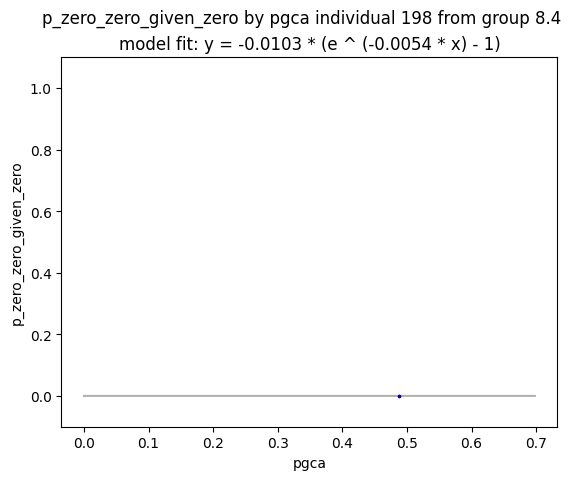 p_zero_zero_given_zero by pgca individual 198 from group 8.4
model fit: y = -0.0103 * (e ^ (-0.0054 * x) - 1)
1.0
0.8
0.6
0.4
0.2
0.0
p_zero_zero_given_zero
0.0 0.1 0.2 0.3 0.4 0.5 0.6 0.7
pgca